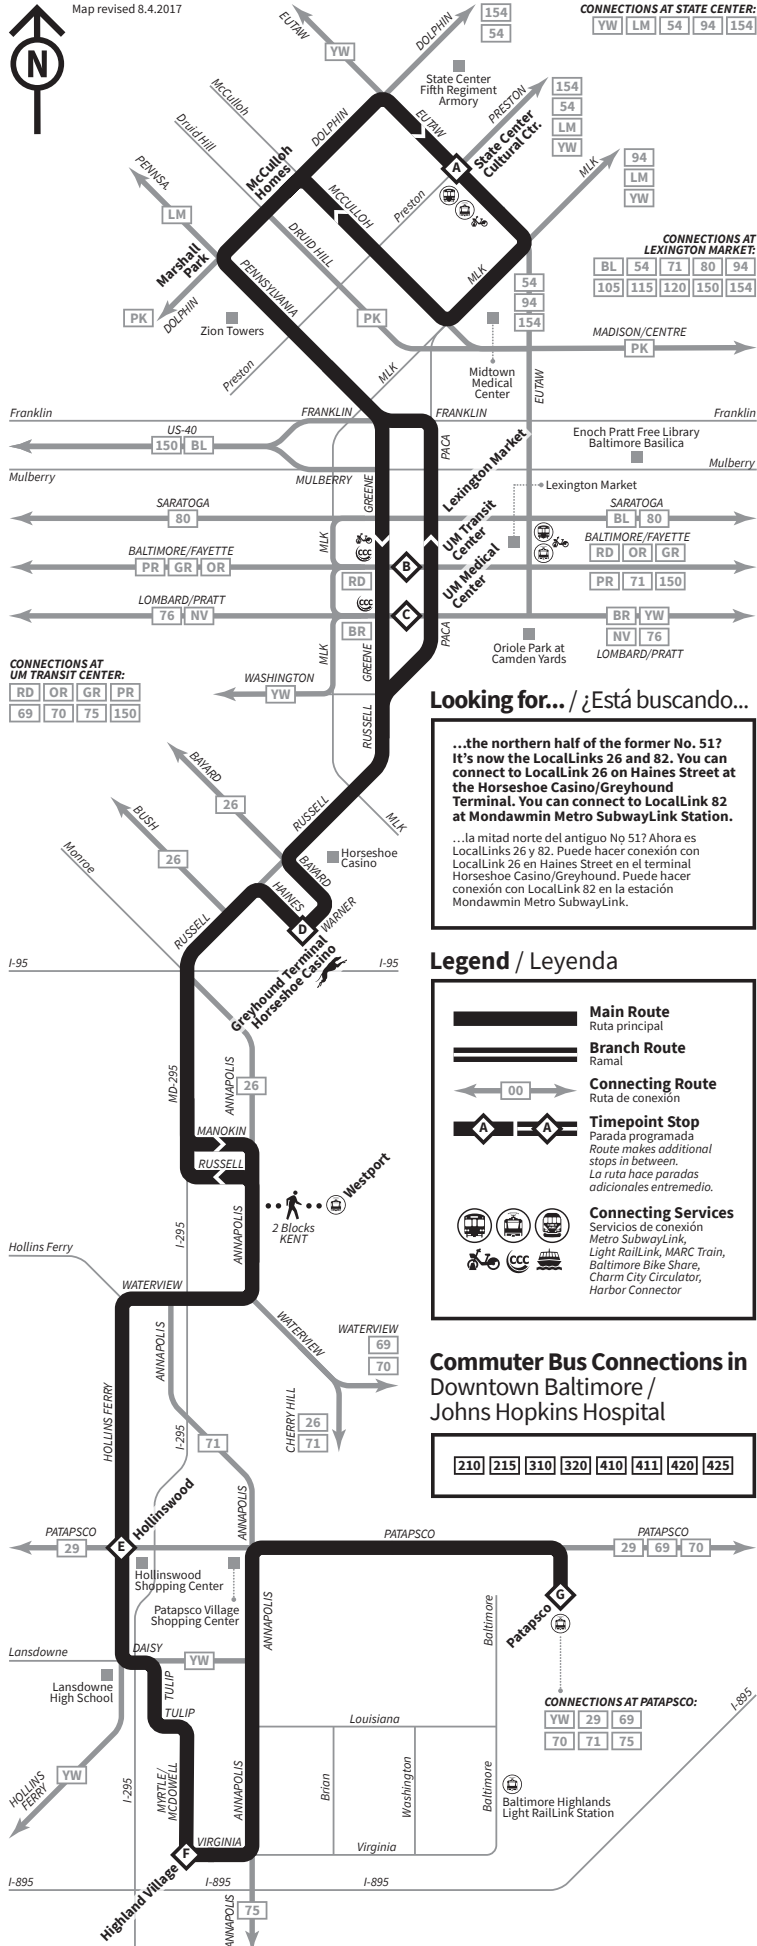 Map revised 8.4.2017
N
CONNECTIONS AT STATE CENTER:
YW LM 54 94 154
EUTAW
YW
DOLPHIN
154
54
State Center
Fifth Regiment
Armory
McCulloh
Druid Hill
DOLPHIN
EUTAW
PRESTON
154
54
LM
YW
A
State Center
Cultural Ctr.
McCulloh
Homes
PENNSA.
LM
MCCULLOH
Preston
MLK
94
LM
YW
DRUID HILL
Marshall
Park
PENNSYLVANIA
MLK
CONNECTIONS AT
LEXINGTON MARKET:
BL 54 71 80 94
105 115 120 150 154
54
94
154
PK
DOLPHIN
Zion Towers
PK
MADISON/CENTRE
PK
Preston
MLK
Midtown
Medical
Center
EUTAW
Franklin
FRANKLIN
FRANKLIN
Franklin
US-40
150 BL
PACA
Enoch Pratt Free Library
Baltimore Basilica
Mulberry
MULBERRY
Mulberry
GREENE
Lexington Market
Lexington Market
SARATOGA
80
SARATOGA
BL 80
MLK
CCC
UM Transit
Center
BALTIMORE/FAYETTE
PR GR OR
B
BALTIMORE/FAYETTE
RD OR GR
RD
PR 71 150
UM Medical
Center
LOMBARD/PRATT
76 NV
CCC
C
BR YW
NV 76
LOMBARD/PRATT
BR
MLK
GREENE
PACA
Oriole Park at
Camden Yards
CONNECTIONS AT
UM TRANSIT CENTER:
RD OR GR PR
69 70 75 150
WASHINGTON
YW
RUSSELL
Looking for... / ¿Está buscando...
…the northern half of the former No. 51?
It’s now the LocalLinks 26 and 82. You can
connect to LocalLink 26 on Haines Street at
the Horseshoe Casino/Greyhound
Terminal. You can connect to LocalLink 82
at Mondawmin Metro SubwayLink Station.
…la mitad norte del antiguo No 51? Ahora es
LocalLinks 26 y 82. Puede hacer conexión con
LocalLink 26 en Haines Street en el terminal
Horseshoe Casino/Greyhound. Puede hacer
conexión con LocalLink 82 en la estación
Mondawmin Metro SubwayLink.
BAYARD
26
BUSH
26
RUSSELL
MLK
Monroe
Horseshoe
Casino
BAYARD
HAINES
WARNER
D
RUSSELL
Greyhound Terminal
Horseshoe Casino
I-95
I-95
MD-295
ANNAPOLIS
26
Legend / Leyenda
Main Route
Ruta principal
Branch Route
Ramal
00
Connecting Route
Ruta de conexión
A
A
Timepoint Stop
Parada programada
Route makes additional
stops in between.
La ruta hace paradas
adicionales entremedio.
CCC
Connecting Services
Servicios de conexión
Metro SubwayLink,
Light RailLink, MARC Train,
Baltimore Bike Share,
Charm City Circulator,
Harbor Connector
MANOKIN
RUSSELL
Westport
2 Blocks
KENT
I-295
ANNAPOLIS
Hollins Ferry
WATERVIEW
ANNAPOLIS
WATERVIEW
WATERVIEW
69
70
HOLLINS FERRY
I-295
71
CHERRY HILL
26
71
Commuter Bus Connections in
Downtown Baltimore /
Johns Hopkins Hospital
210 215 310 320 410 411 420 425
Hollinswood
ANNAPOLIS
PATAPSCO
29
E
PATAPSCO
PATAPSCO
29 69 70
Hollinswood
Shopping Center
Patapsco Village
Shopping Center
ANNAPOLIS
Baltimore
G
Patapsco
Lansdowne
DAISY
YW
Lansdowne
High School
TULIP
TULIP
CONNECTIONS AT PATAPSCO:
YW 29 69
70 71 75
I-895
Louisiana
HOLLINS
FERRY
YW
I-295
MYRTLE/
MCDOWELL
ANNAPOLIS
Brian
Washington
Baltimore
Baltimore Highlands
Light RailLink Station
F
VIRGINIA
Virginia
Highland Village
I-895
I-895
I-895
ANNAPOLIS
75